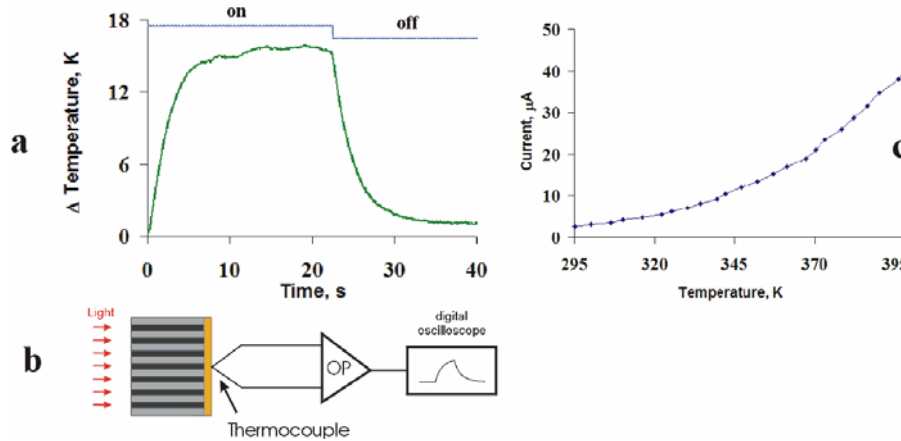 on
off
18
12
6
0
Δ Temperature, K
0 10 20 30 40
Time, s
a
50
40
30
20
10
0
Current, μA
295 320 345 370 395
Temperature, K
c
Light
b
OP
digital
oscilloscope
Thermocouple